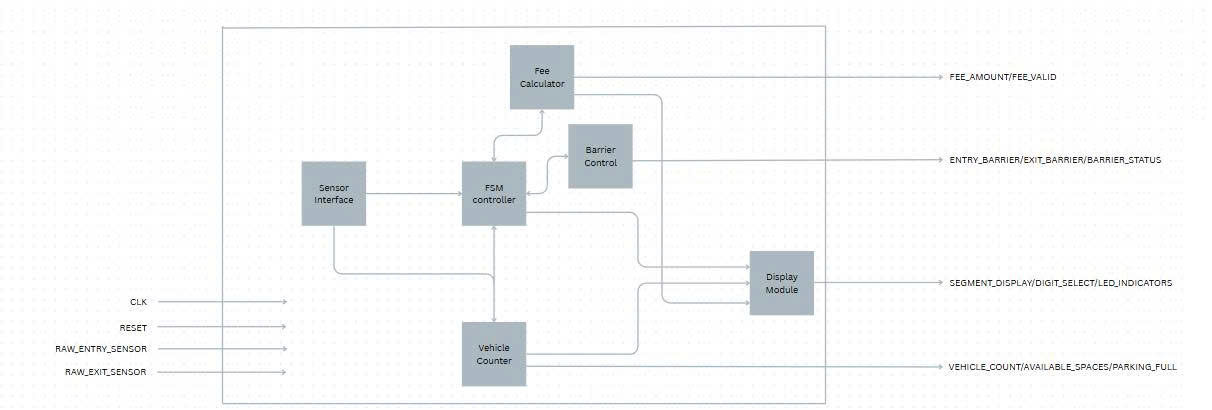 Fee
Calculator
FEE_AMOUNT/FEE_VALID
Barrier
Control
ENTRY_BARRIER/EXIT_BARRIER/BARRIER_STATUS
Sensor
Interface
FSM
controller
Display
Module
SEGMENT_DISPLAY/DIGIT_SELECT/LED_INDICATORS
CLK
RESET
RAW_ENTRY_SENSOR
RAW_EXIT_SENSOR
Vehicle
Counter
VEHICLE_COUNT/AVAILABLE_SPACES/PARKING_FULL